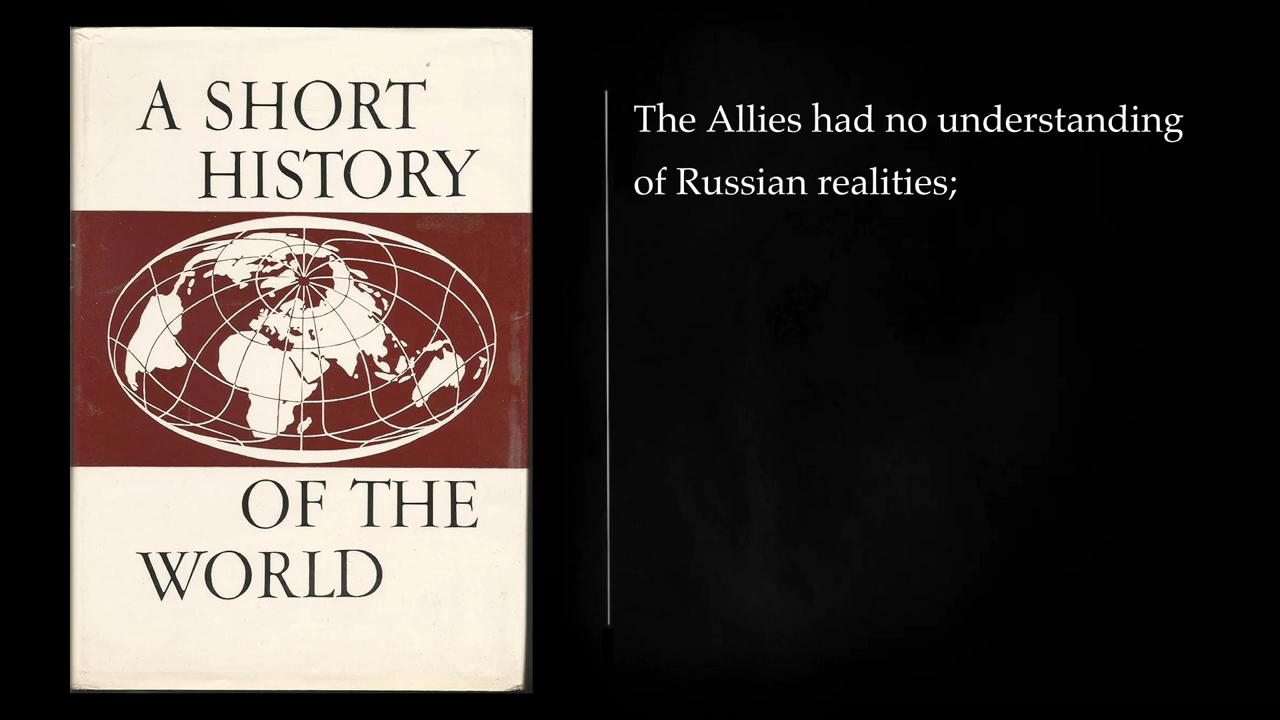 A SHORT
HISTORY
OF THE
WORLD
The Allies had no understanding
of Russian realities;